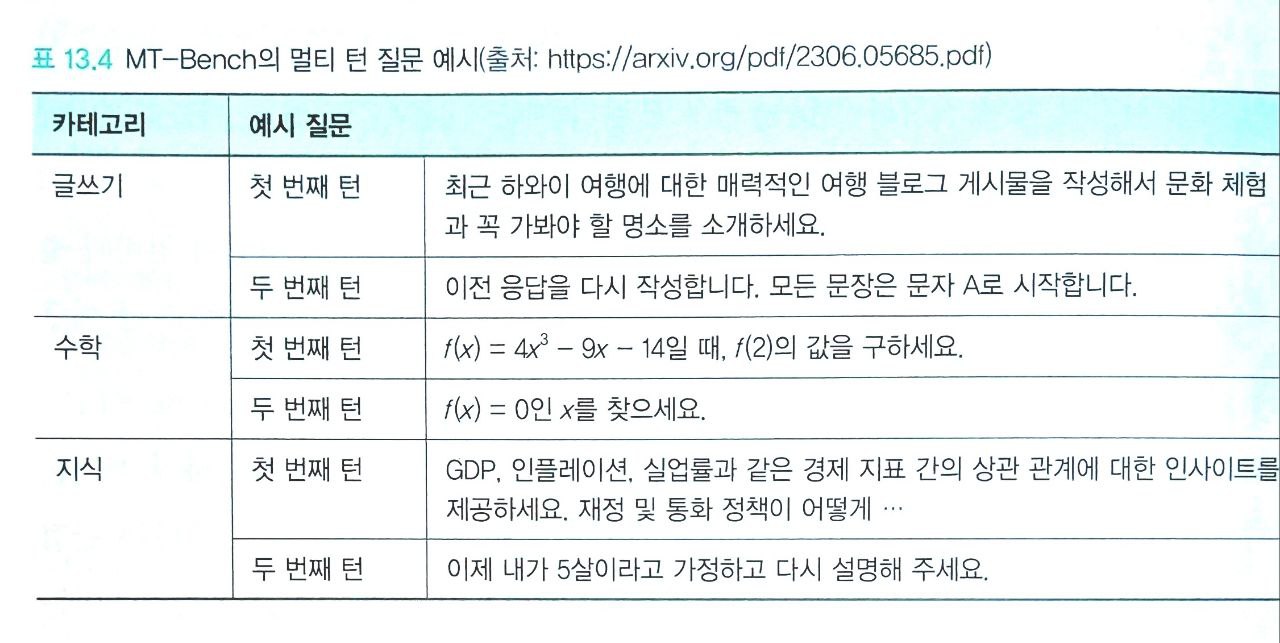 표 13.4 MT-Bench의 멀티 턴 질문 예시(출처: https://arxiv.org/pdf/2306.05685.pdf)
카테고리 예시 질문
글쓰기 첫 번째 턴 최근 하와이 여행에 대한 매력적인 여행 블로그 게시물을 작성해서 문화 체험
과 꼭 가봐야 할 명소를 소개하세요.
두 번째 턴 이전 응답을 다시 작성합니다. 모든 문장은 문자 A로 시작합니다.
수학 첫 번째 턴 f(x) = 4x³ − 9x − 14일 때, f(2)의 값을 구하세요.
두 번째 턴 f(x) = 0인 x를 찾으세요.
지식 첫 번째 턴 GDP, 인플레이션, 실업률과 같은 경제 지표 간의 상관 관계에 대한 인사이트를
제공하세요. 재정 및 통화 정책이 어떻게 …
두 번째 턴 이제 내가 5살이라고 가정하고 다시 설명해 주세요.